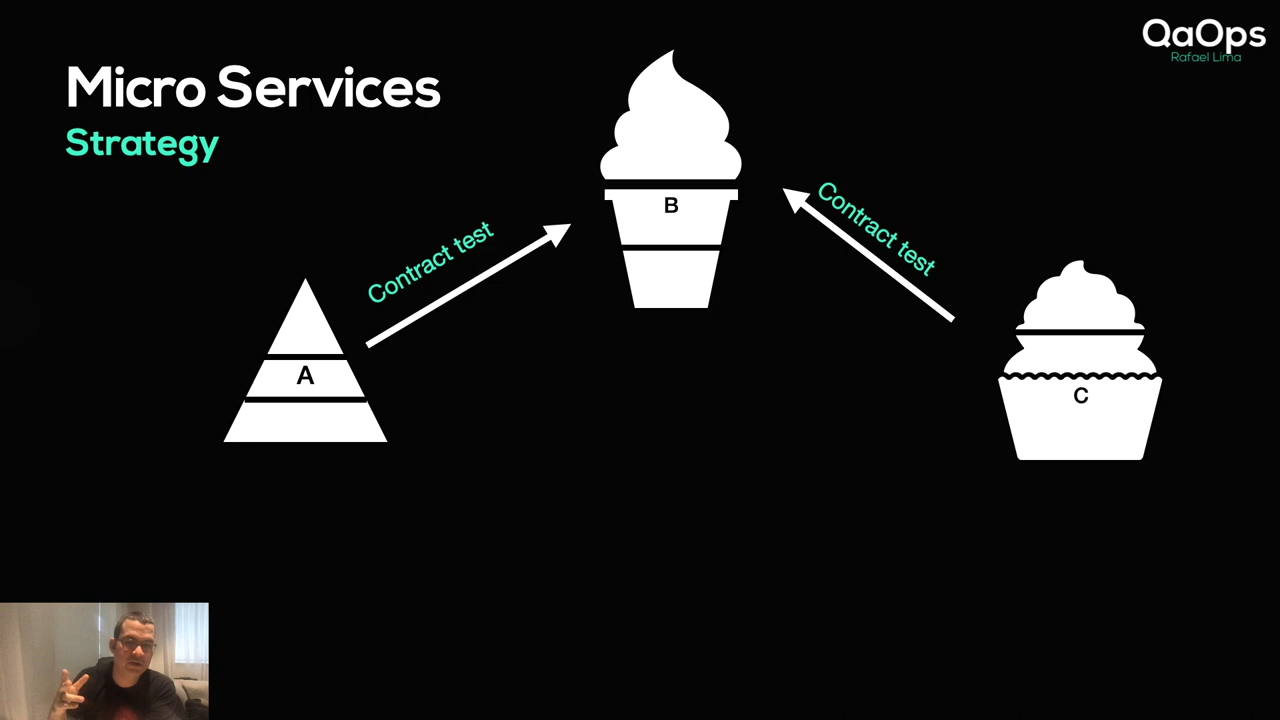 Micro Services
Strategy
QaOps
Rafael Lima
B
Contract test
Contract test
A
C